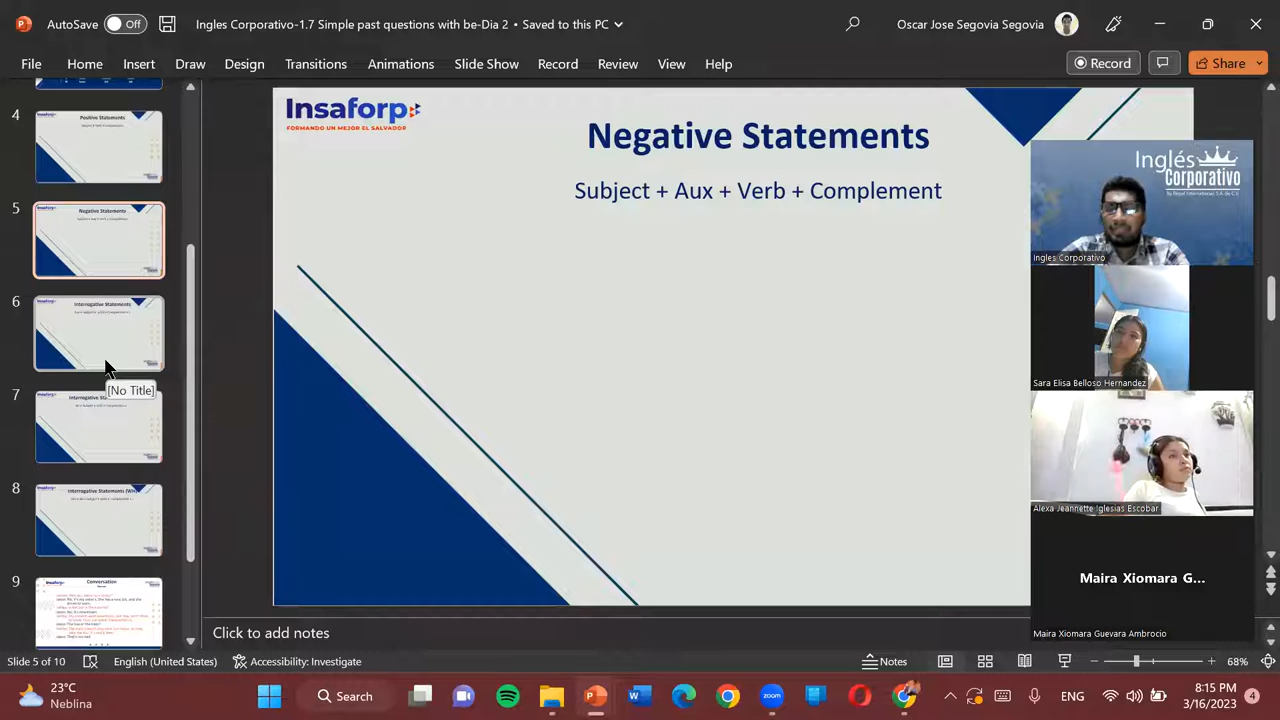 AutoSave Off Ingles Corporativo-1.7 Simple past questions with be-Dia 2 • Saved to this PC Oscar Jose Segovia Segovia
File Home Insert Draw Design Transitions Animations Slide Show Record Review View Help Record Share
4
Positive Statements
5
Negative Statements
6
Interrogative Statements
[No Title]
7
8
Interrogative Statements (WH)
9
Conversation
Insaforp
FORMANDO UN MEJOR EL SALVADOR
Negative Statements
Subject + Aux + Verb + Complement
Inglés
Corporativo
Ingles Corporativo
Sara Elisa Belloso Hernandez
Alexa Jeannette Iglesias Escobar
Maira Xiomara G...
Maira Xiomara Guevara Ambrocio
Click to add notes
Slide 5 of 10 English (United States) Accessibility: Investigate Notes 68%
23°C
Neblina
Search
zoom
ENG
8:15 PM
3/16/2023
4